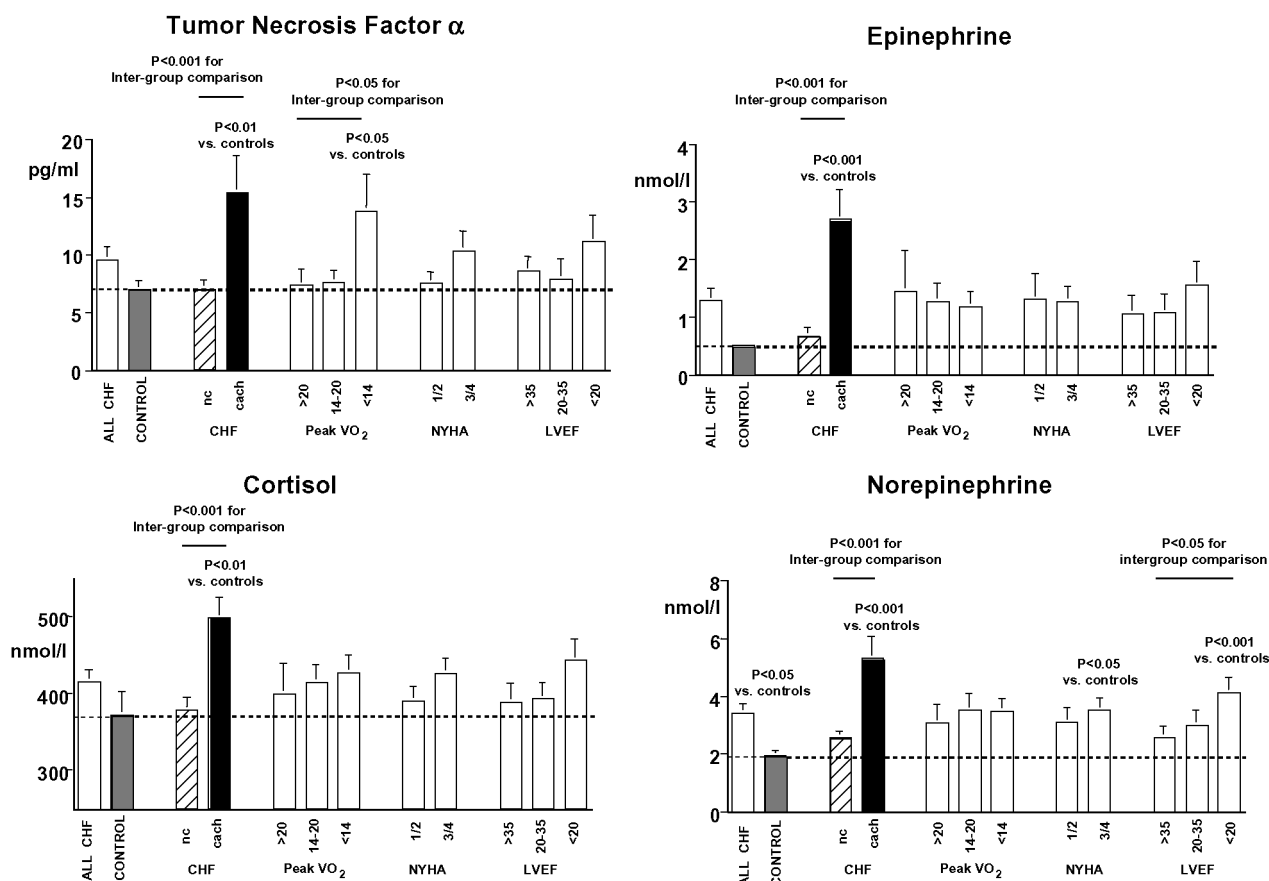 Tumor Necrosis Factor α
P<0.001 for
Inter-group comparison
P<0.05 for
Inter-group comparison
P<0.01
vs. controls
P<0.05
vs. controls
20
pg/ml
15
10
5
0
ALL CHF
CONTROL
nc
cach
>20
14-20
<14
1/2
3/4
>35
20-35
<20
CHF
Peak VO2
NYHA
LVEF
Epinephrine
P<0.001 for
Inter-group comparison
P<0.001
vs. controls
4
nmol/l
3
2
1
0
ALL CHF
CONTROL
nc
cach
>20
14-20
<14
1/2
3/4
>35
20-35
<20
CHF
Peak VO2
NYHA
LVEF
Cortisol
P<0.001 for
Inter-group comparison
P<0.01
vs. controls
500
nmol/l
400
300
ALL CHF
CONTROL
nc
cach
>20
14-20
<14
1/2
3/4
>35
20-35
<20
CHF
Peak VO2
NYHA
LVEF
Norepinephrine
P<0.001 for
Inter-group comparison
P<0.05 for
intergroup comparison
8
nmol/l
P<0.001
vs. controls
6
P<0.001
vs. controls
P<0.05
vs. controls
P<0.05
vs. controls
4
2
0
ALL CHF
CONTROL
nc
cach
>20
14-20
<14
1/2
3/4
>35
20-35
<20
CHF
Peak VO2
NYHA
LVEF